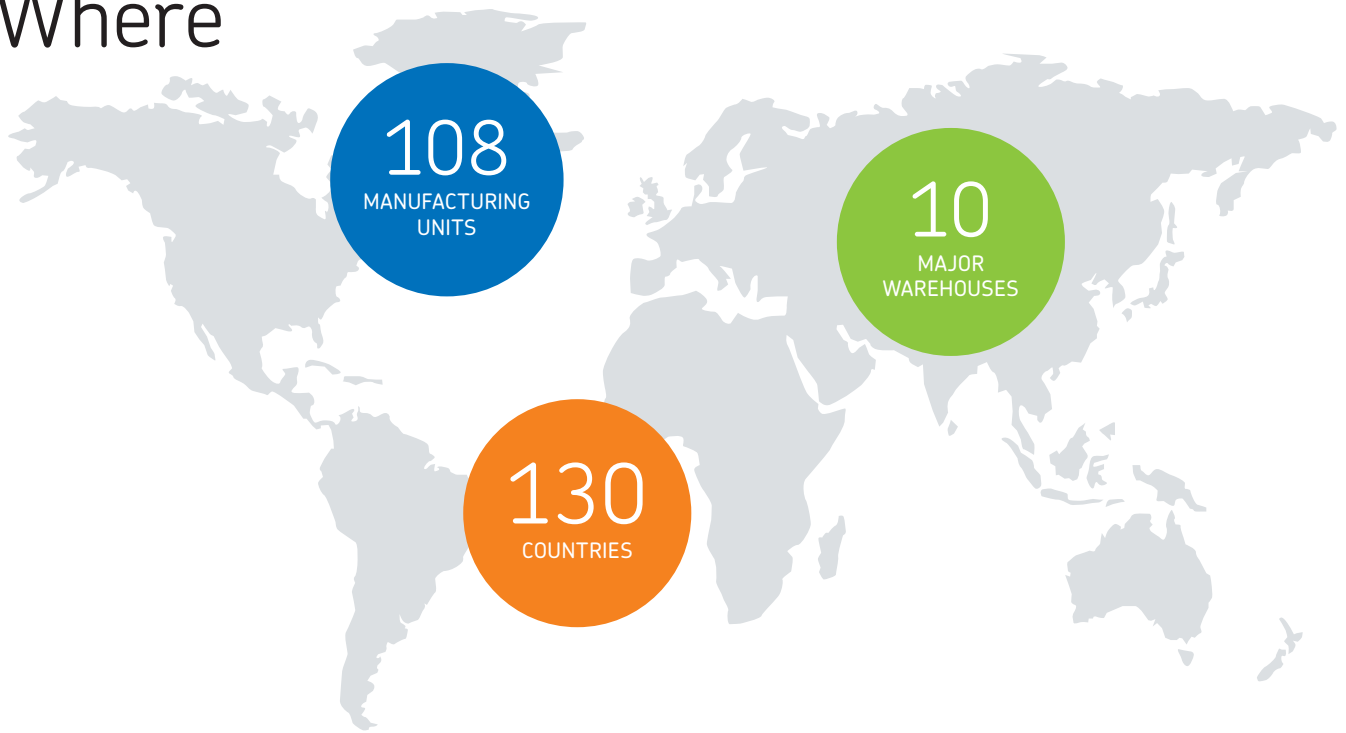 Where
108
MANUFACTURING
UNITS
10
MAJOR
WAREHOUSES
130
COUNTRIES